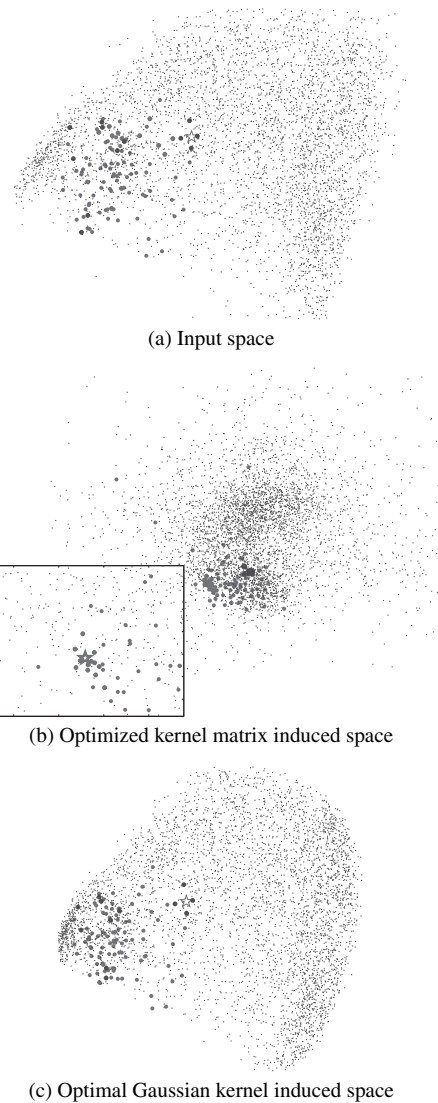 (a) Input space
(b) Optimized kernel matrix induced space
(c) Optimal Gaussian kernel induced space